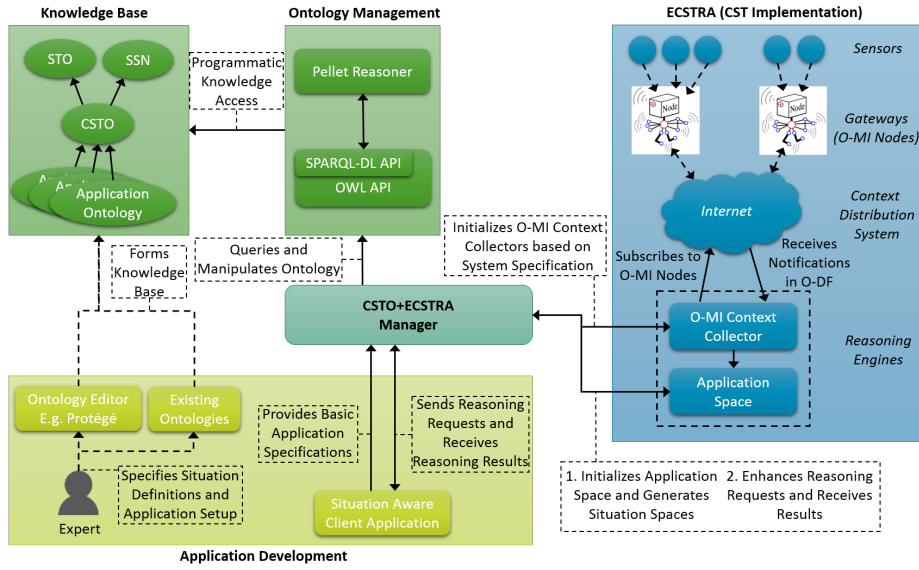 Knowledge Base
Ontology Management
ECSTRA (CST Implementation)
STO
SSN
CSTO
Application
Ontology
Programmatic
Knowledge
Access
Pellet Reasoner
SPARQL-DL API
OWL API
Sensors
Node
Node
Gateways
(O-MI Nodes)
Internet
Context
Distribution
System
Forms
Knowledge
Base
Queries and
Manipulates Ontology
Initializes O-MI Context
Collectors based on
System Specification
Subscribes to
O-MI Nodes
Receives
Notifications
in O-DF
CSTO+ECSTRA
Manager
O-MI Context
Collector
Application
Space
Reasoning
Engines
Ontology Editor
E.g. Protégé
Existing
Ontologies
Provides Basic
Application
Specifications
Sends Reasoning
Requests and
Receives
Reasoning Results
Specifies Situation
Definitions and
Application Setup
Expert
Situation Aware
Client Application
1. Initializes Application
Space and Generates
Situation Spaces
2. Enhances Reasoning
Requests and Receives
Results
Application Development